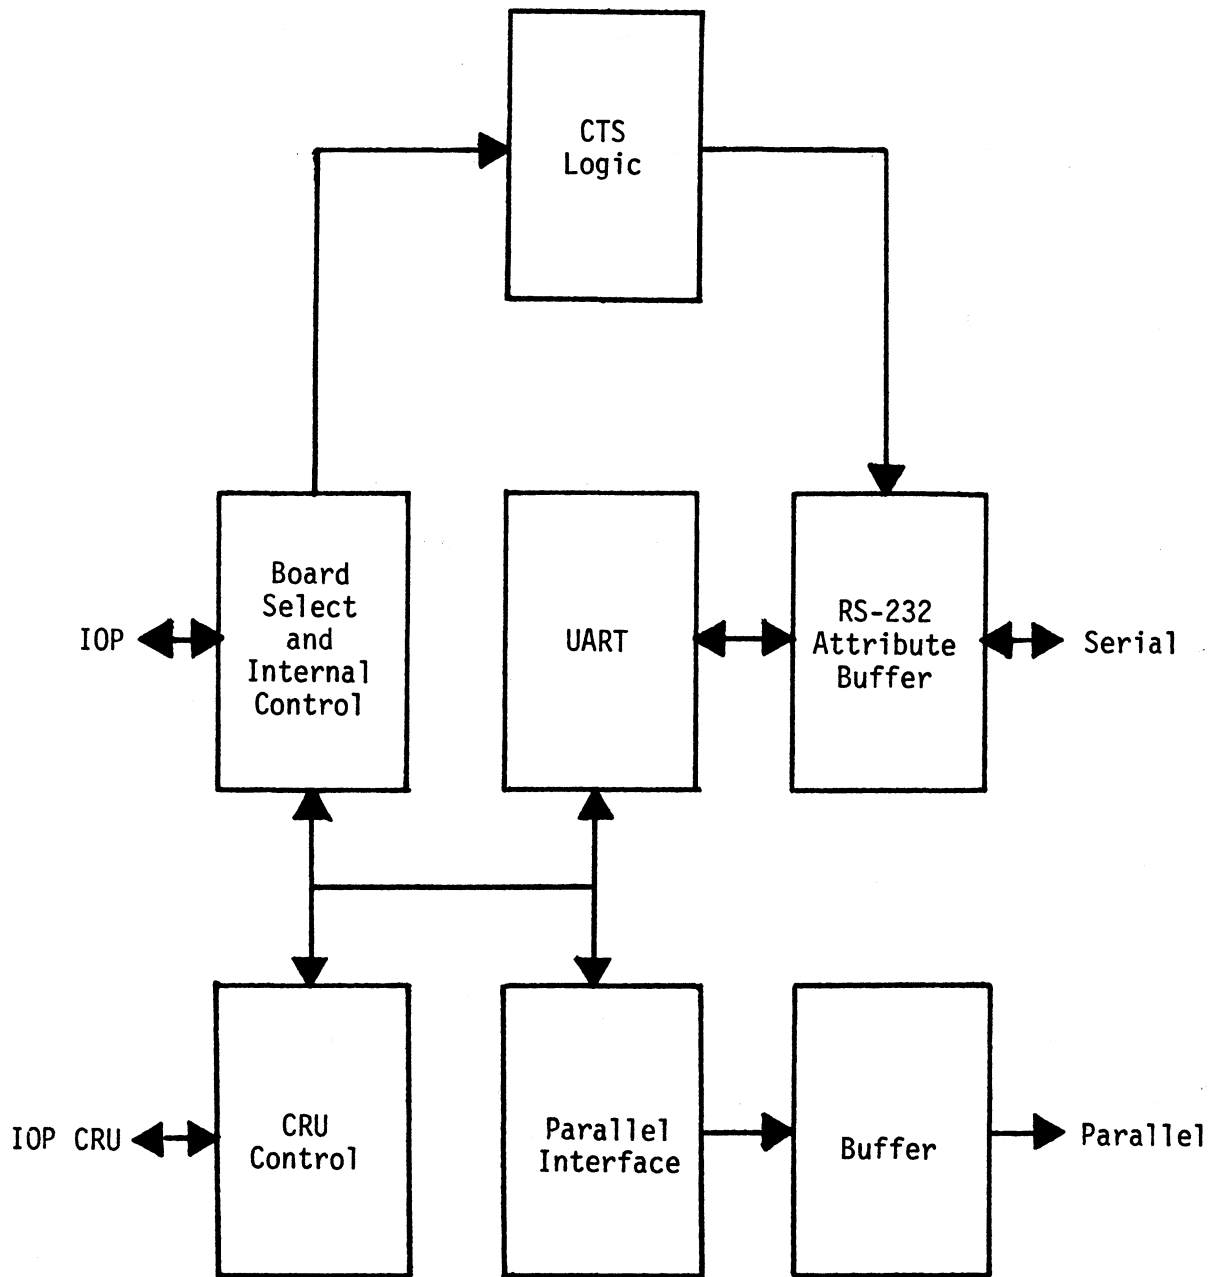 CTS
Logic
Board
Select
and
Internal
Control
IOP
UART
RS-232
Attribute
Buffer
Serial
IOP CRU
CRU
Control
Parallel
Interface
Buffer
Parallel